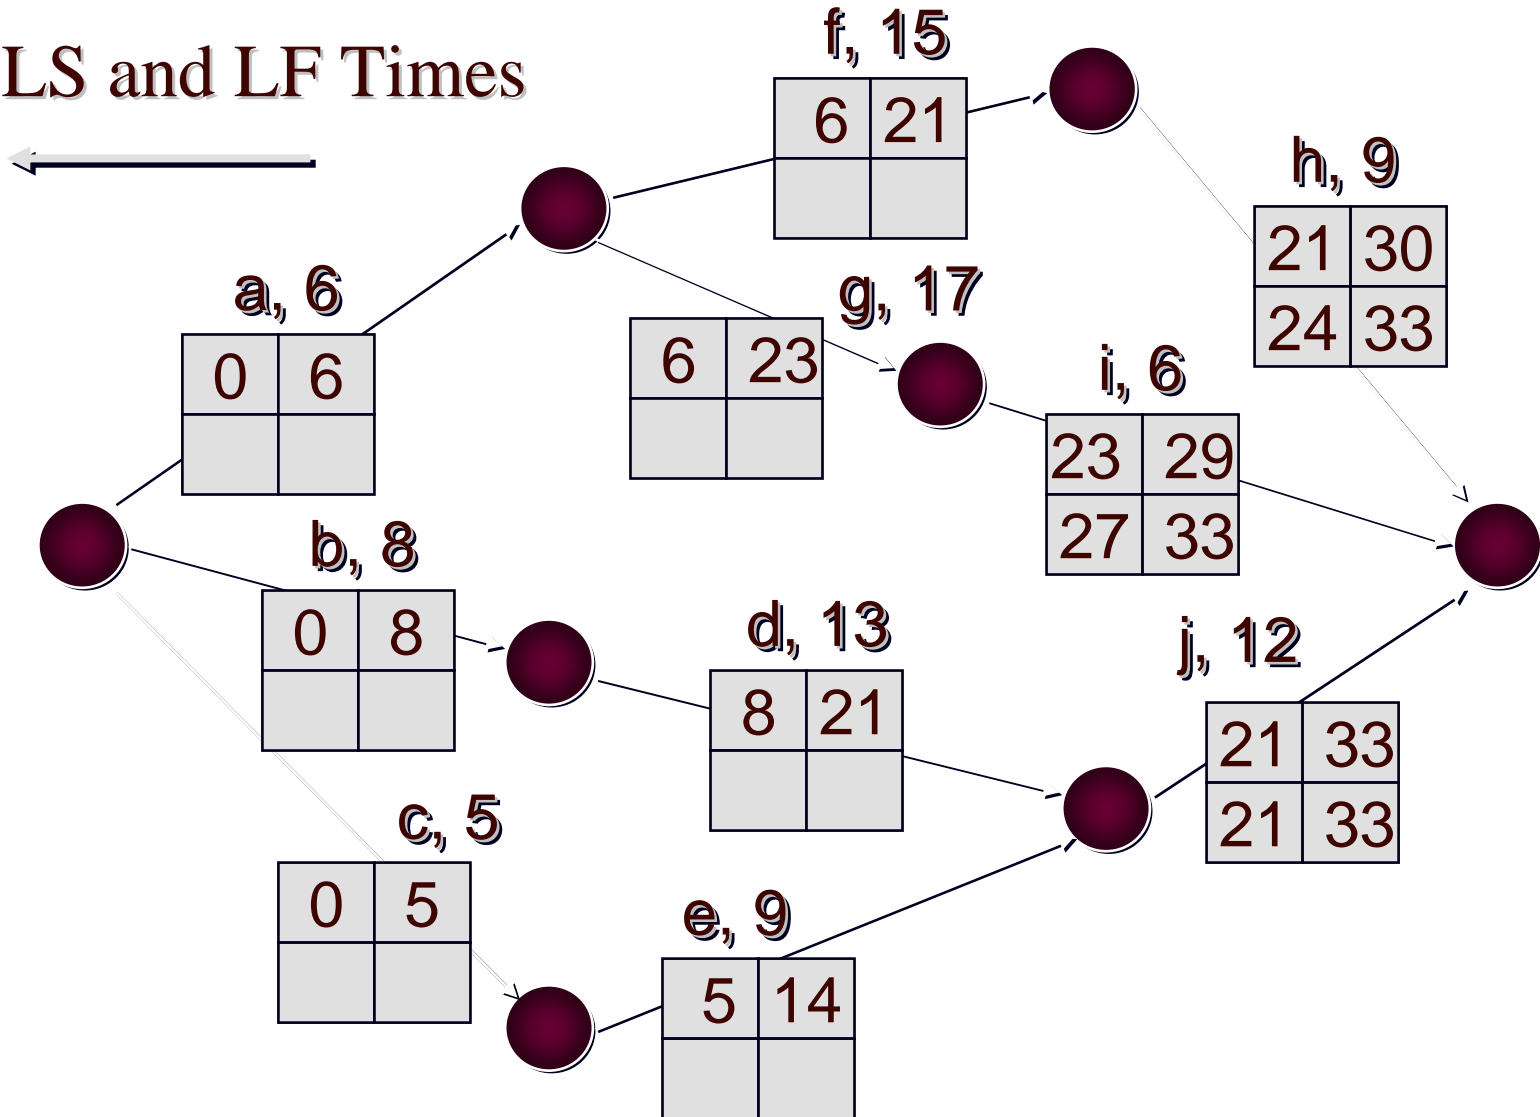 LS and LF Times
f, 15
6 21
h, 9
21 30
24 33
a, 6
0 6
g, 17
6 23
i, 6
23 29
27 33
b, 8
0 8
d, 13
8 21
j, 12
21 33
21 33
c, 5
0 5
e, 9
5 14